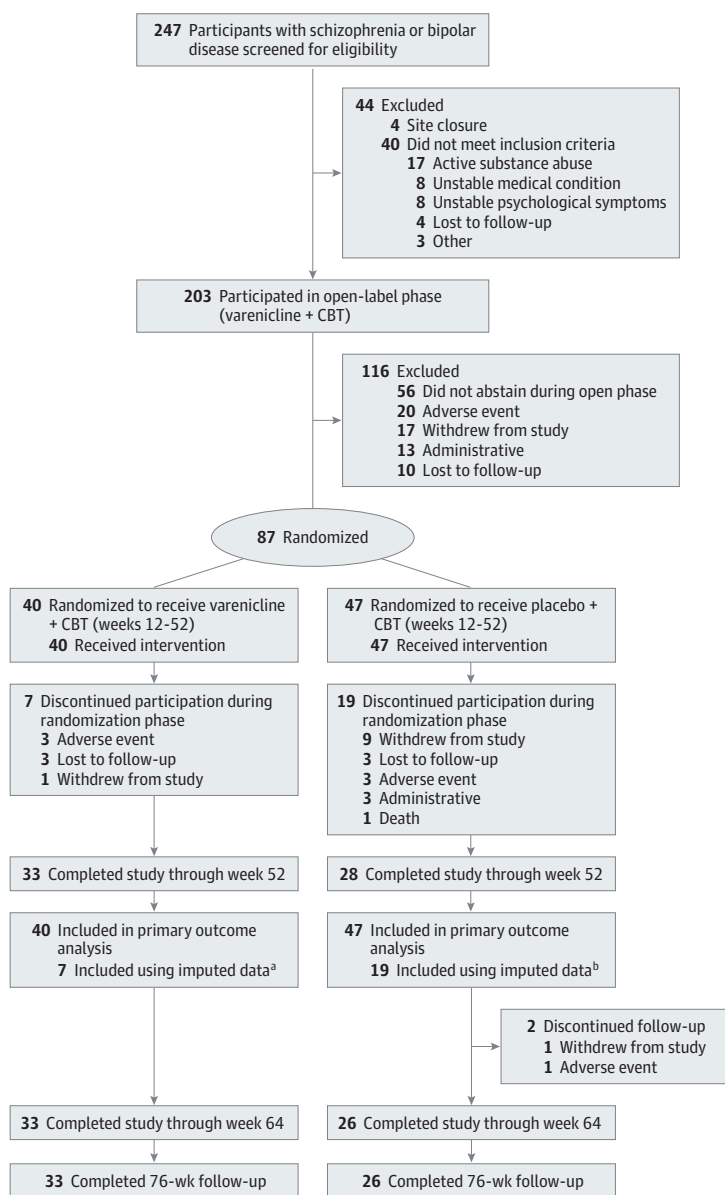 247 Participants with schizophrenia or bipolar
disease screened for eligibility
44 Excluded
4 Site closure
40 Did not meet inclusion criteria
17 Active substance abuse
8 Unstable medical condition
8 Unstable psychological symptoms
4 Lost to follow-up
3 Other
203 Participated in open-label phase
(varenicline + CBT)
116 Excluded
56 Did not abstain during open phase
20 Adverse event
17 Withdrew from study
13 Administrative
10 Lost to follow-up
87 Randomized
40 Randomized to receive varenicline
+ CBT (weeks 12-52)
40 Received intervention
47 Randomized to receive placebo +
CBT (weeks 12-52)
47 Received intervention
7 Discontinued participation during
randomization phase
3 Adverse event
3 Lost to follow-up
1 Withdrew from study
19 Discontinued participation during
randomization phase
9 Withdrew from study
3 Lost to follow-up
3 Adverse event
3 Administrative
1 Death
33 Completed study through week 52
28 Completed study through week 52
40 Included in primary outcome
analysis
7 Included using imputed dataᵃ
47 Included in primary outcome
analysis
19 Included using imputed dataᵇ
2 Discontinued follow-up
1 Withdrew from study
1 Adverse event
33 Completed study through week 64
26 Completed study through week 64
33 Completed 76-wk follow-up
26 Completed 76-wk follow-up